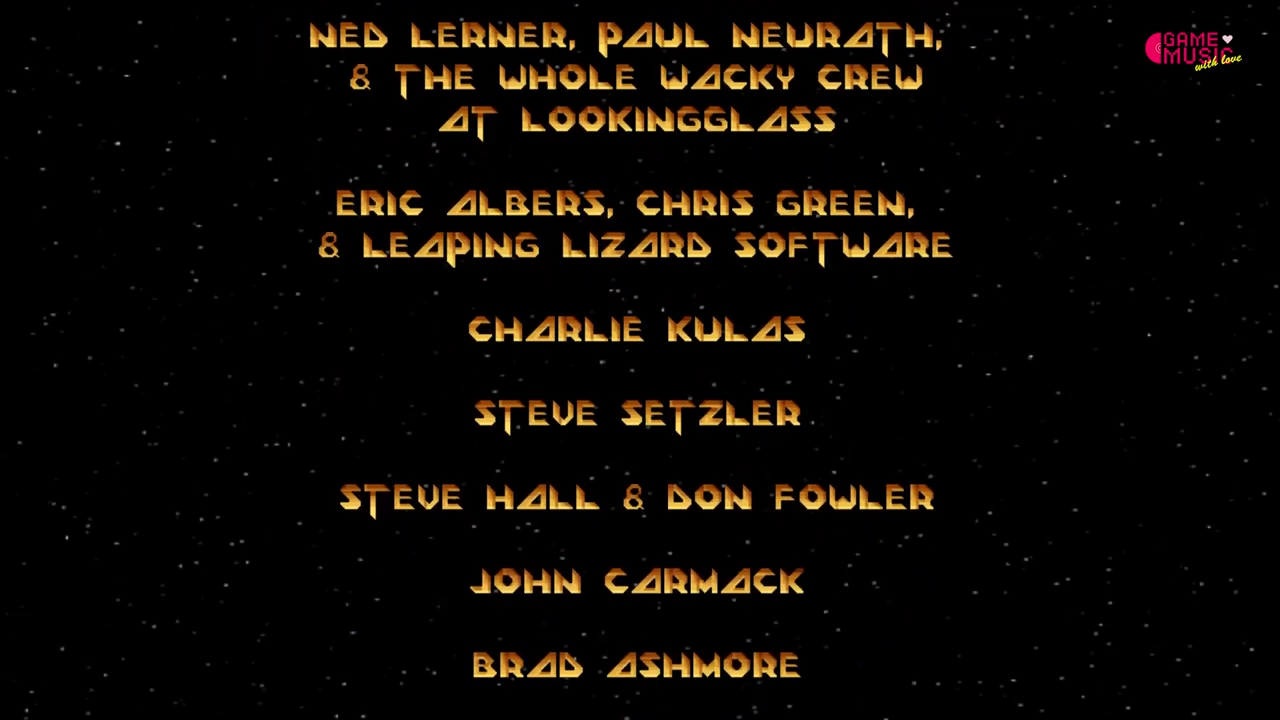 NED LERNER, PAUL NEURATH,
& THE WHOLE WACKY CREW
AT LOOKINGGLASS
ERIC ALBERS, CHRIS GREEN,
& LEAPING LIZARD SOFTWARE
CHARLIE KULAS
STEVE SETZLER
STEVE HALL & DON FOWLER
JOHN CARMACK
BRAD ASHMORE
GAME
MUSIC
with love